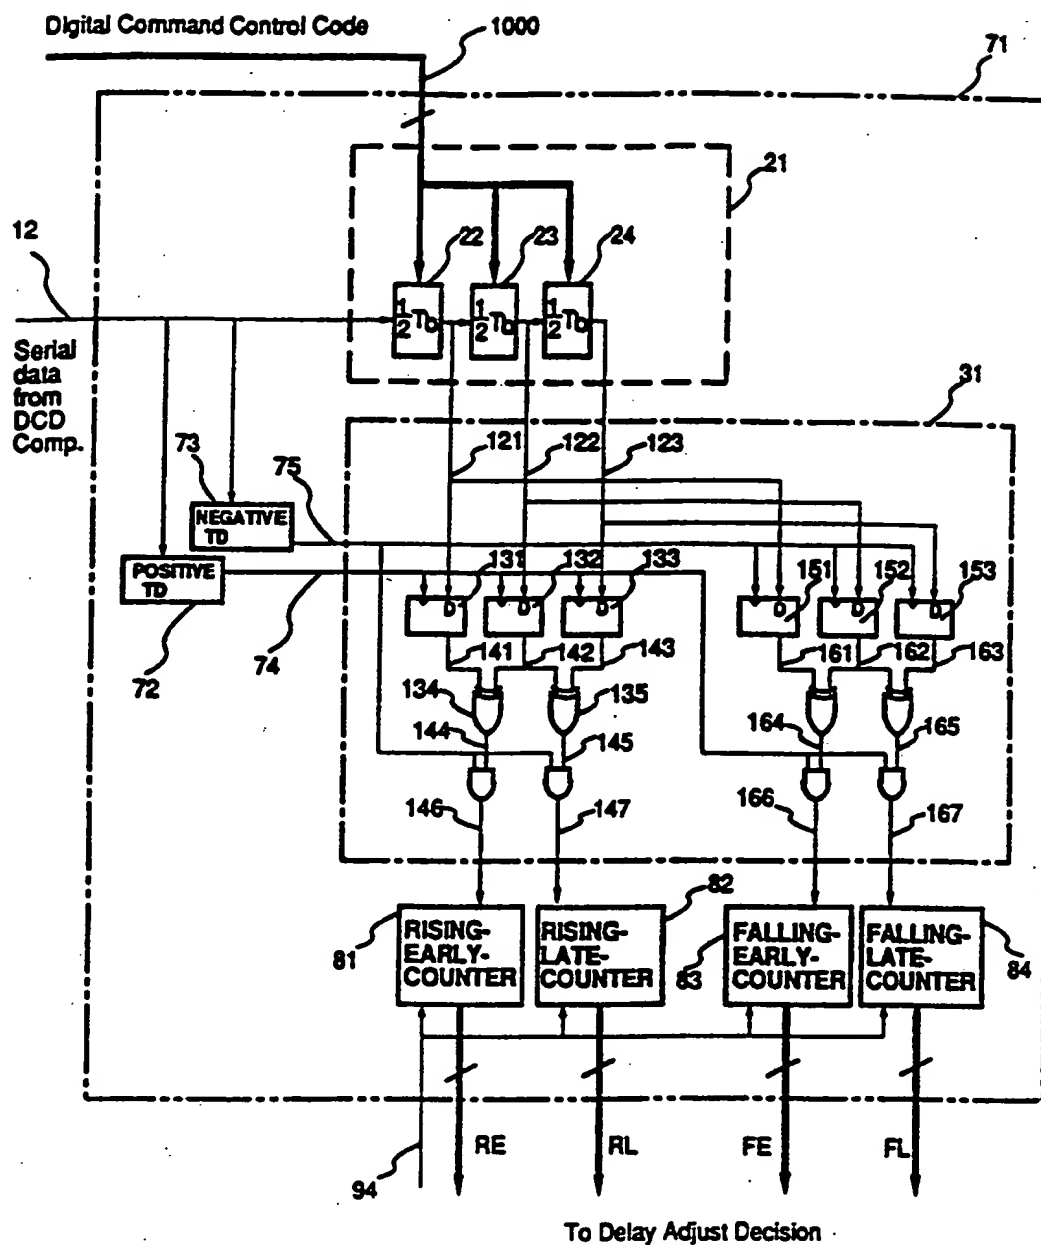 Digital Command Control Code
1000
71
21
12
22
23
24
1/2 Tb
1/2 Tb
1/2 Tb
Serial
data
from
DCD
Comp.
31
121
122
123
73
75
NEGATIVE
TD
POSITIVE
TD
72
74
D
131
D
132
D
133
D
151
D
152
D
153
141
142
143
161
162
163
134
135
144
145
164
165
146
147
166
167
81
RISING-
EARLY-
COUNTER
82
RISING-
LATE-
COUNTER
83
FALLING-
EARLY-
COUNTER
84
FALLING-
LATE-
COUNTER
94
RE
RL
FE
FL
To Delay Adjust Decision